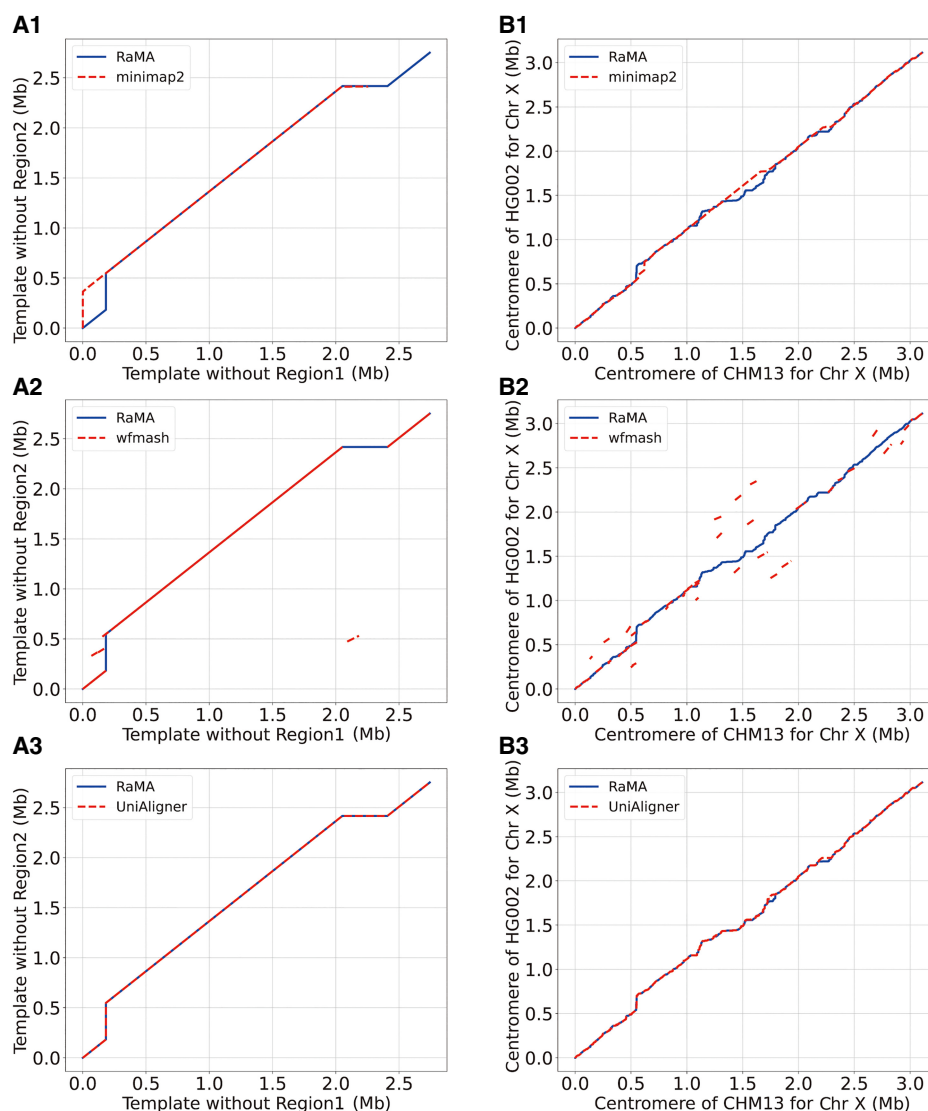 A1
RaMA
minimap2
Template without Region2 (Mb)
2.5
2.0
1.5
1.0
0.5
0.0
0.0 0.5 1.0 1.5 2.0 2.5
Template without Region1 (Mb)
B1
RaMA
minimap2
Centromere of HG002 for Chr X (Mb)
3.0
2.5
2.0
1.5
1.0
0.5
0.0
0.0 0.5 1.0 1.5 2.0 2.5 3.0
Centromere of CHM13 for Chr X (Mb)
A2
RaMA
wfmash
Template without Region2 (Mb)
2.5
2.0
1.5
1.0
0.5
0.0
0.0 0.5 1.0 1.5 2.0 2.5
Template without Region1 (Mb)
B2
RaMA
wfmash
Centromere of HG002 for Chr X (Mb)
3.0
2.5
2.0
1.5
1.0
0.5
0.0
0.0 0.5 1.0 1.5 2.0 2.5 3.0
Centromere of CHM13 for Chr X (Mb)
A3
RaMA
UniAligner
Template without Region2 (Mb)
2.5
2.0
1.5
1.0
0.5
0.0
0.0 0.5 1.0 1.5 2.0 2.5
Template without Region1 (Mb)
B3
RaMA
UniAligner
Centromere of HG002 for Chr X (Mb)
3.0
2.5
2.0
1.5
1.0
0.5
0.0
0.0 0.5 1.0 1.5 2.0 2.5 3.0
Centromere of CHM13 for Chr X (Mb)